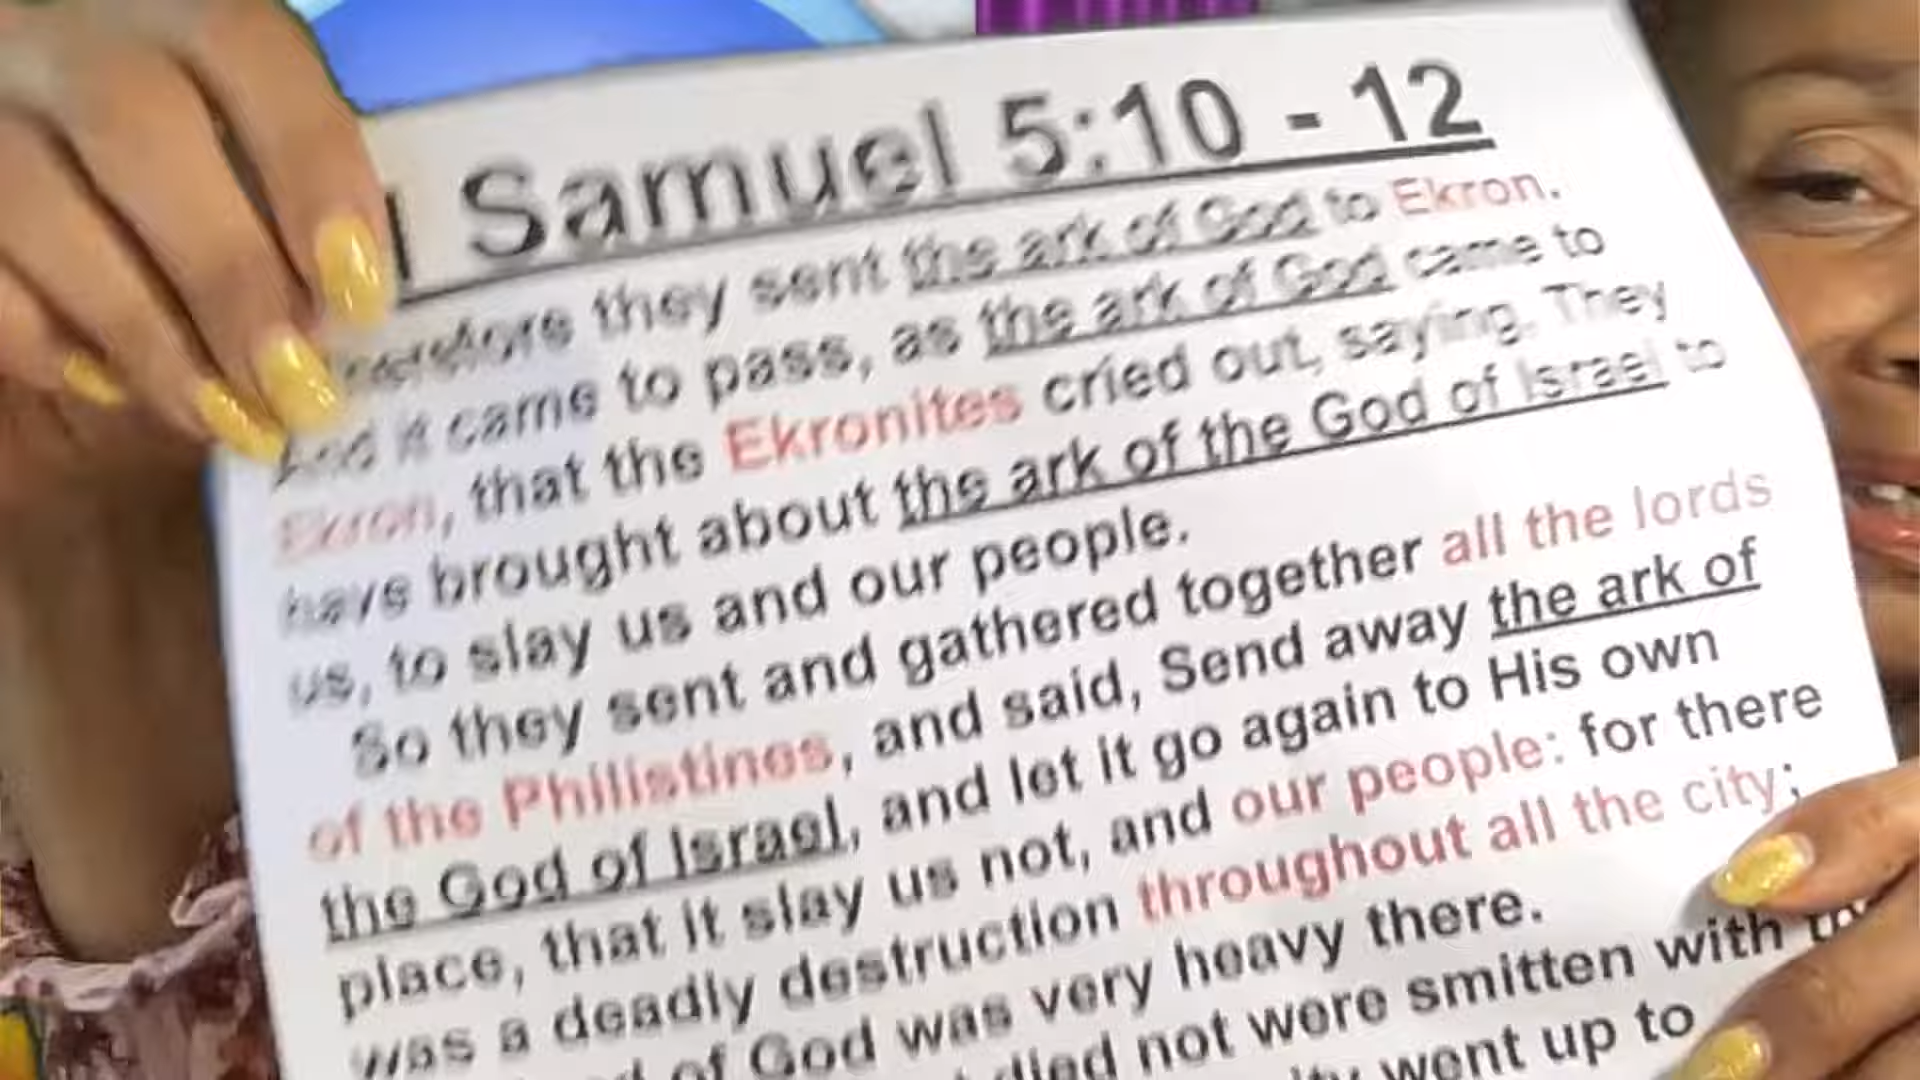 I Samuel 5:10 - 12
Therefore they sent the ark of God to Ekron.
And it came to pass, as the ark of God came to
Ekron, that the Ekronites cried out, saying. They
have brought about the ark of the God of Israel to
us, to slay us and our people.
So they sent and gathered together all the lords
of the Philistines, and said, Send away the ark of
the God of Israel, and let it go again to His own
place, that it slay us not, and our people: for there
was a deadly destruction throughout all the city;
of God was very heavy there.
died not were smitten with
went up to